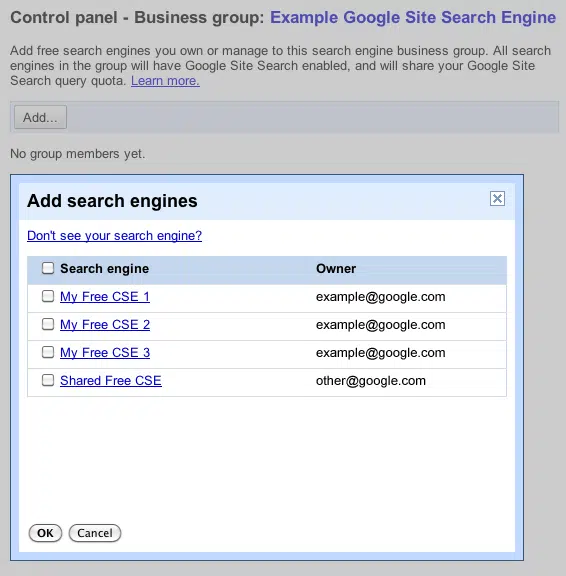 Control panel - Business group: Example Google Site Search Engine
Add free search engines you own or manage to this search engine business group. All search
engines in the group will have Google Site Search enabled, and will share your Google Site
Search query quota. Learn more.
Add...
No group members yet.
Add search engines
Don't see your search engine?
Search engine Owner
My Free CSE 1 example@google.com
My Free CSE 2 example@google.com
My Free CSE 3 example@google.com
Shared Free CSE other@google.com
OK Cancel